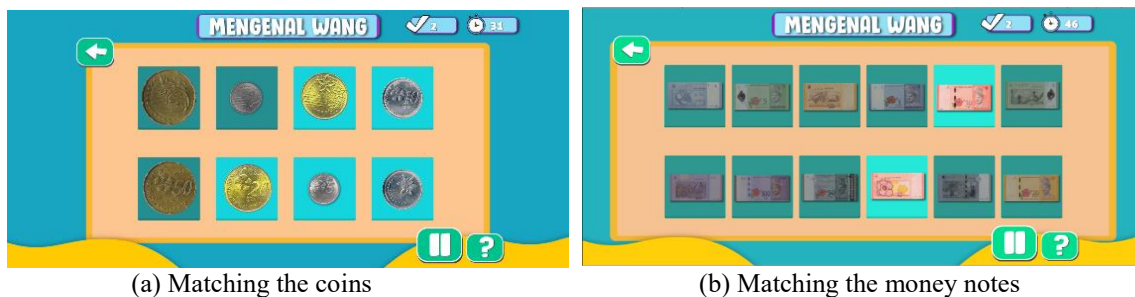 MENGENAL WANG 2 31
MENGENAL WANG 2 46
?
?
(a) Matching the coins
(b) Matching the money notes